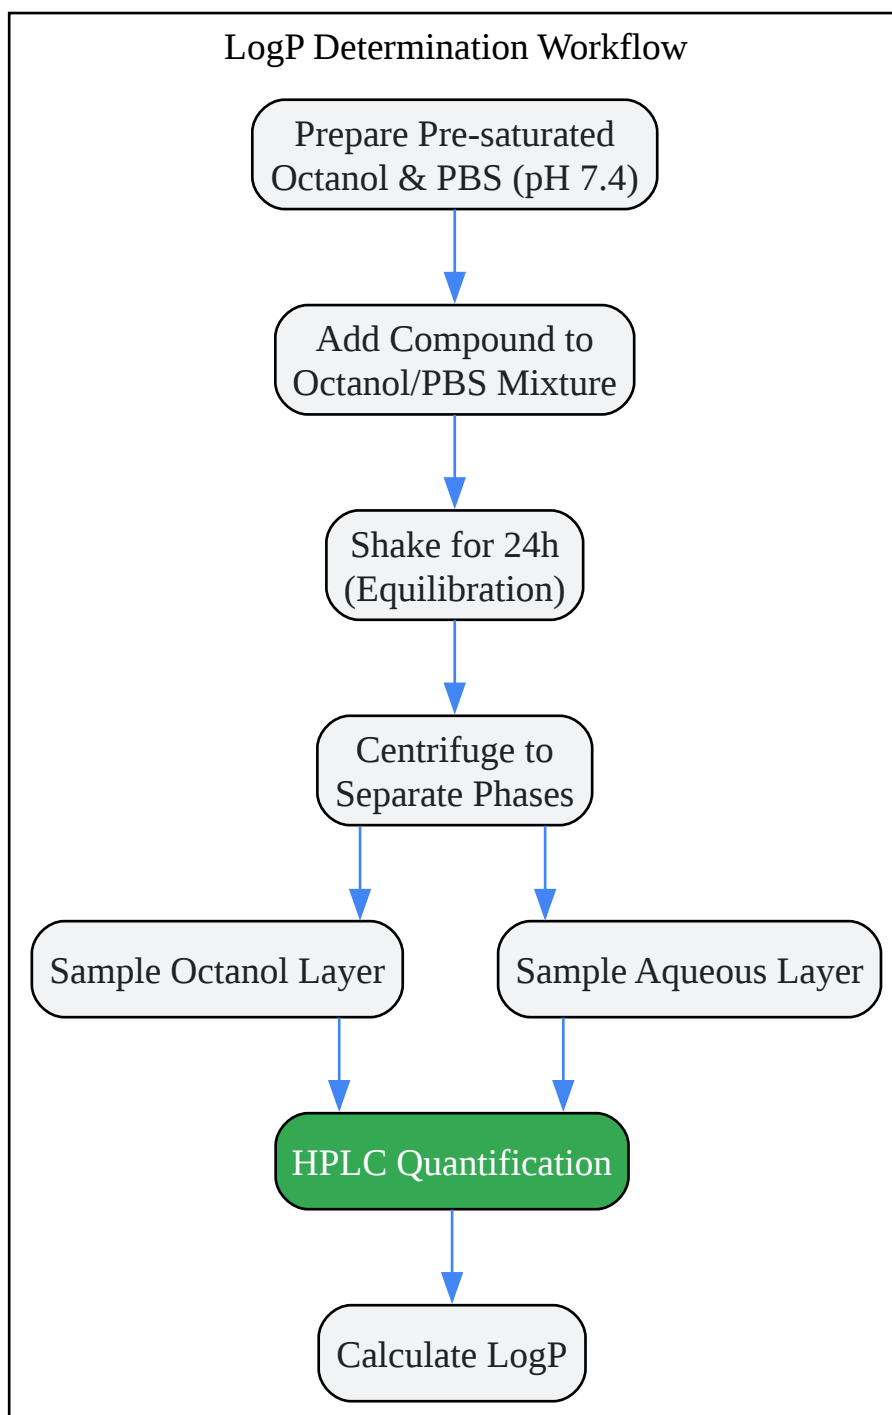 LogP Determination Workflow
Prepare Pre-saturated
Octanol & PBS (pH 7.4)
Add Compound to
Octanol/PBS Mixture
Shake for 24h
(Equilibration)
Centrifuge to
Separate Phases
Sample Octanol Layer
Sample Aqueous Layer
HPLC Quantification
Calculate LogP